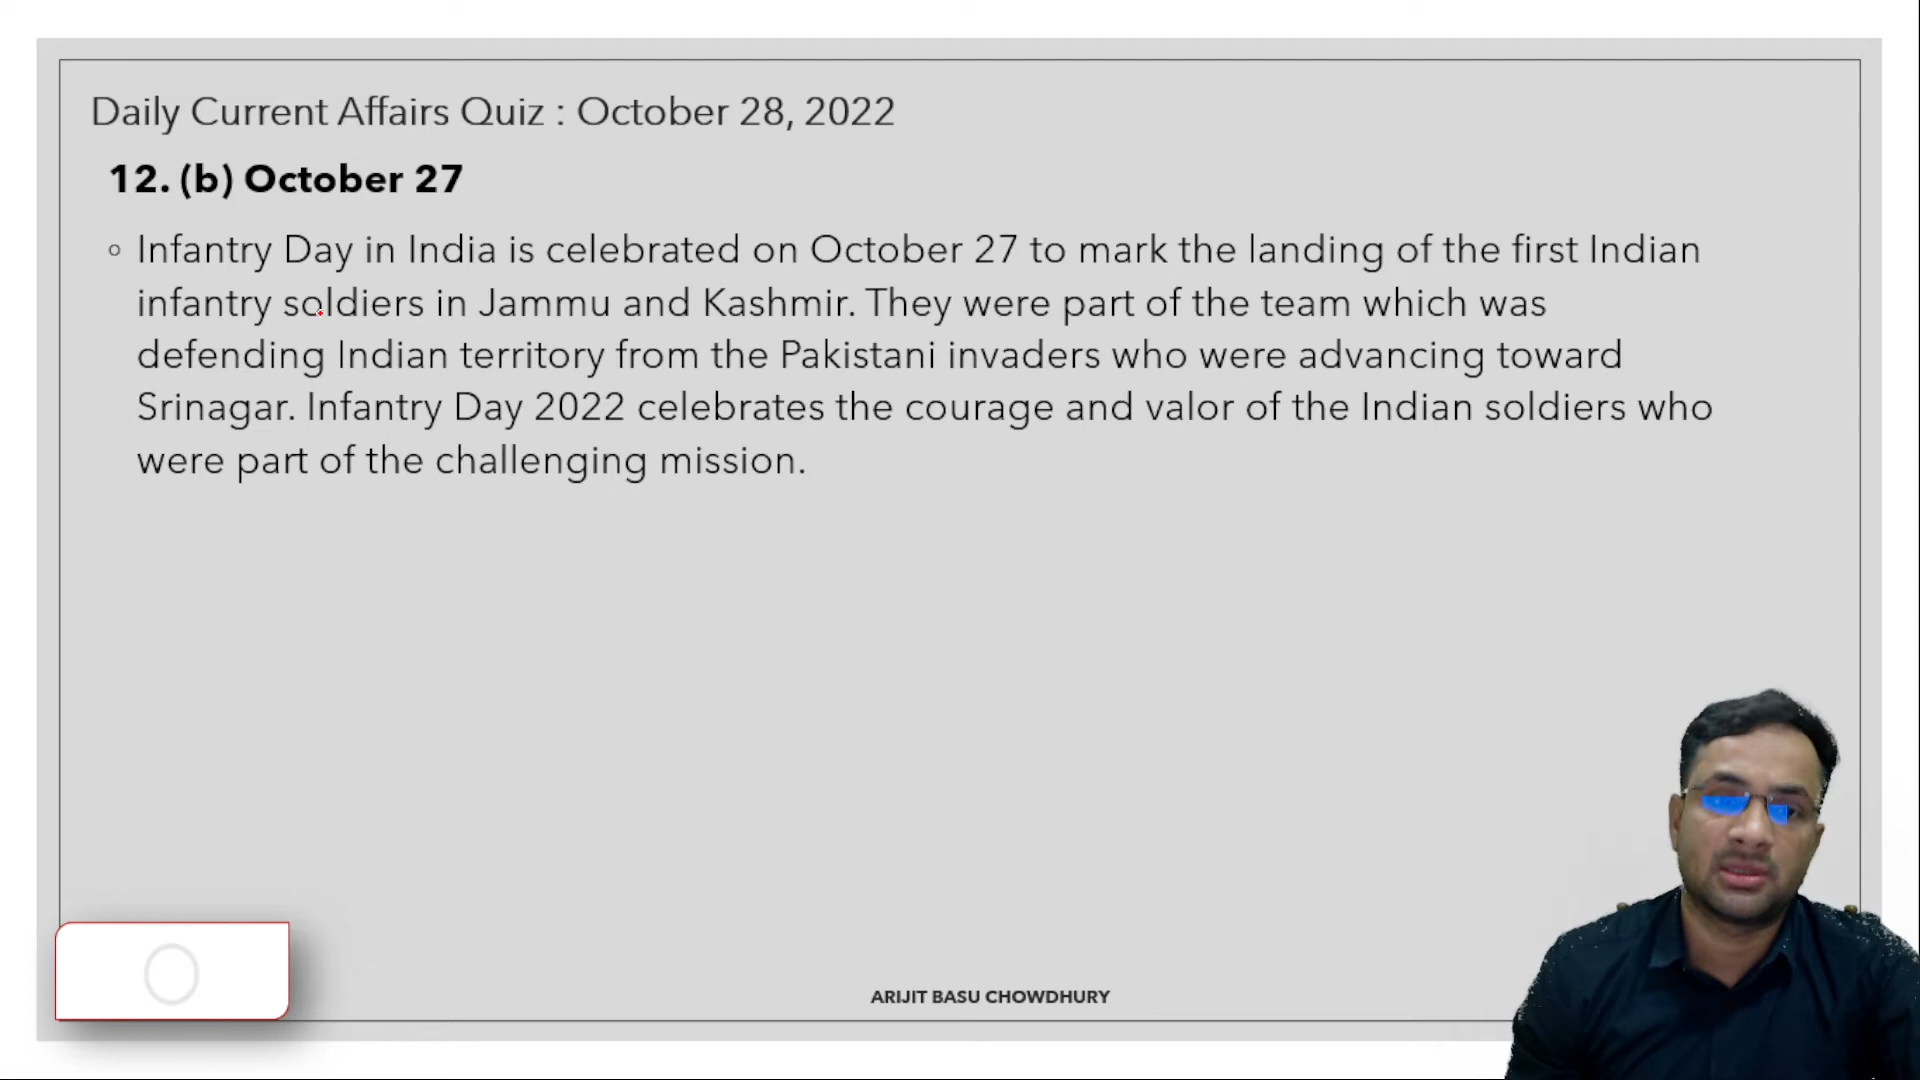 Daily Current Affairs Quiz : October 28, 2022
12. (b) October 27
Infantry Day in India is celebrated on October 27 to mark the landing of the first Indian
infantry soldiers in Jammu and Kashmir. They were part of the team which was
defending Indian territory from the Pakistani invaders who were advancing toward
Srinagar. Infantry Day 2022 celebrates the courage and valor of the Indian soldiers who
were part of the challenging mission.
ARIJIT BASU CHOWDHURY